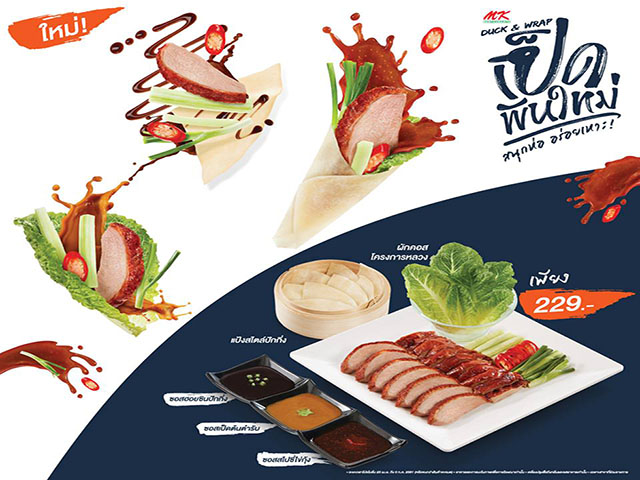 ใหม่!
MK
DUCK & WRAP
เป็ด
พันใหม่
สนุกห่อ อร่อยเหาะ!
ผักคอส
โครงการหลวง
เพียง
229.-
แป้งสไตล์ปักกิ่ง
ซอสฮอยซินปักกิ่ง
ซอสเป็ดต้นตำรับ
ซอสสไปซี่ไข่กุ้ง